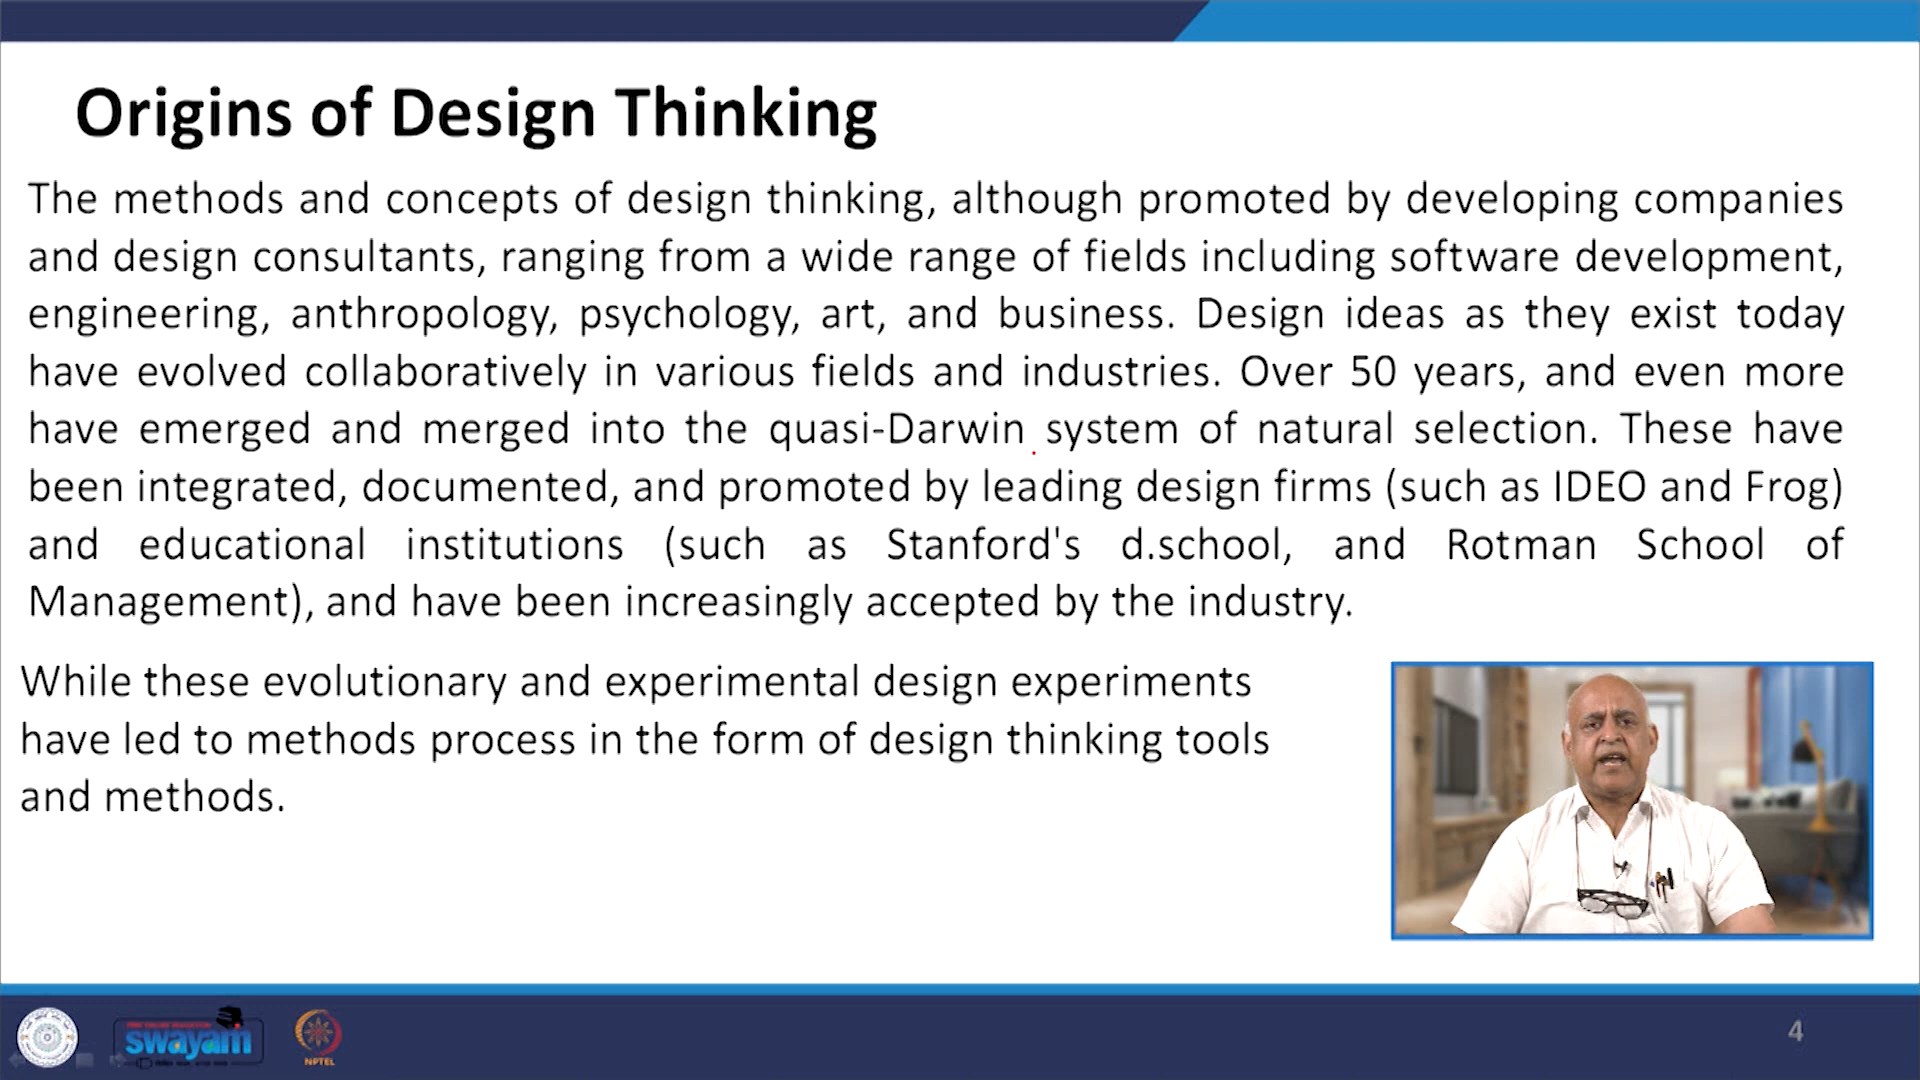 Origins of Design Thinking
The methods and concepts of design thinking, although promoted by developing companies
and design consultants, ranging from a wide range of fields including software development,
engineering, anthropology, psychology, art, and business. Design ideas as they exist today
have evolved collaboratively in various fields and industries. Over 50 years, and even more
have emerged and merged into the quasi-Darwin system of natural selection. These have
been integrated, documented, and promoted by leading design firms (such as IDEO and Frog)
and educational institutions (such as Stanford's d.school, and Rotman School of
Management), and have been increasingly accepted by the industry.
While these evolutionary and experimental design experiments
have led to methods process in the form of design thinking tools
and methods.
swayam
NPTEL
4